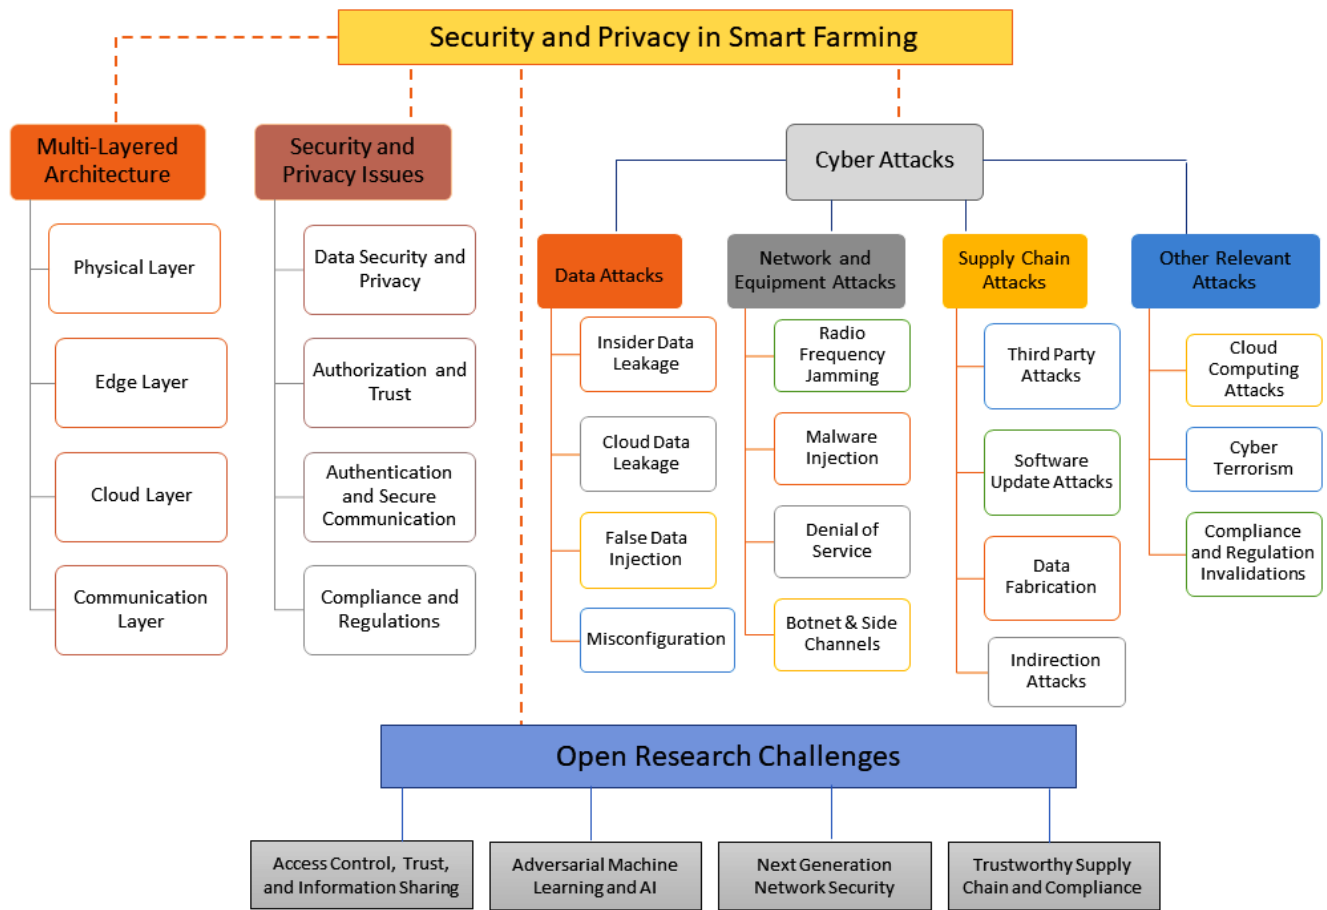 Security and Privacy in Smart Farming
Multi-Layered
Architecture
Physical Layer
Edge Layer
Cloud Layer
Communication
Layer
Security and
Privacy Issues
Data Security and
Privacy
Authorization and
Trust
Authentication
and Secure
Communication
Compliance and
Regulations
Cyber Attacks
Data Attacks
Insider Data
Leakage
Cloud Data
Leakage
False Data
Injection
Misconfiguration
Network and
Equipment Attacks
Radio
Frequency
Jamming
Malware
Injection
Denial of
Service
Botnet & Side
Channels
Supply Chain
Attacks
Third Party
Attacks
Software
Update Attacks
Data
Fabrication
Indirection
Attacks
Other Relevant
Attacks
Cloud
Computing
Attacks
Cyber
Terrorism
Compliance
and Regulation
Invalidations
Open Research Challenges
Access Control, Trust,
and Information Sharing
Adversarial Machine
Learning and AI
Next Generation
Network Security
Trustworthy Supply
Chain and Compliance